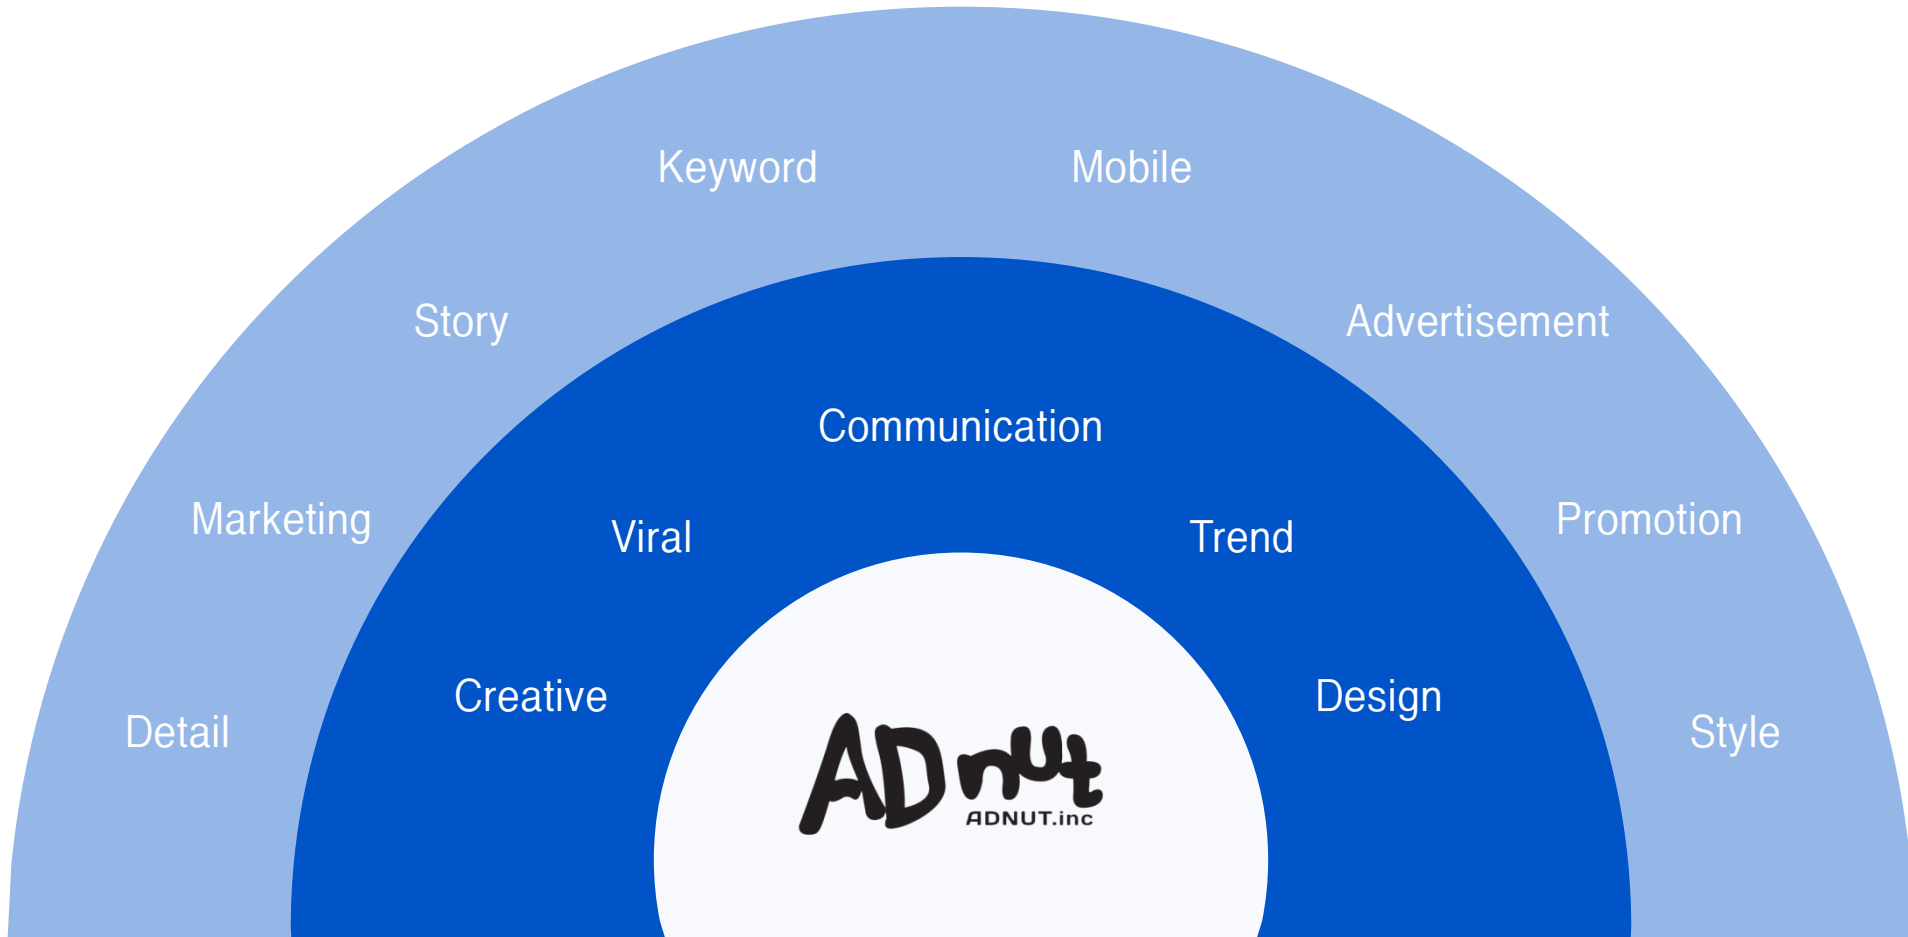 Keyword
Mobile
Story
Advertisement
Communication
Marketing
Viral
Trend
Promotion
Creative
Design
Detail
Style
ADnut
ADNUT.inc